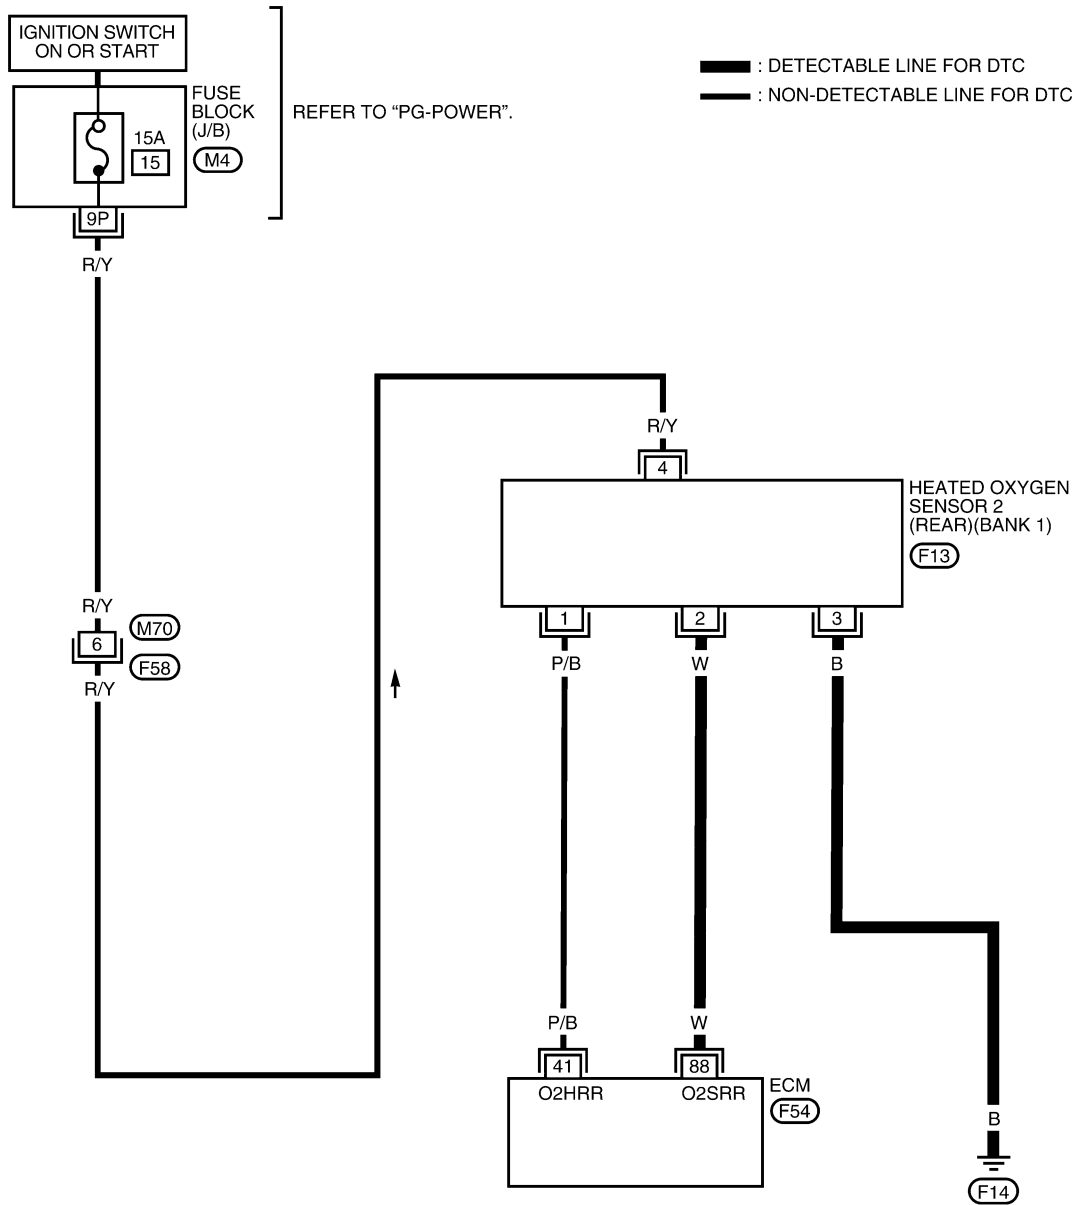 IGNITION SWITCH
ON OR START
FUSE
BLOCK
(J/B)
M4
15A
15
9P
REFER TO “PG-POWER”.
: DETECTABLE LINE FOR DTC
: NON-DETECTABLE LINE FOR DTC
R/Y
R/Y
M70
6
F58
R/Y
R/Y
4
HEATED OXYGEN
SENSOR 2
(REAR)(BANK 1)
F13
1
2
3
P/B
W
B
P/B
W
41
88
O2HRR
O2SRR
ECM
F54
B
F14